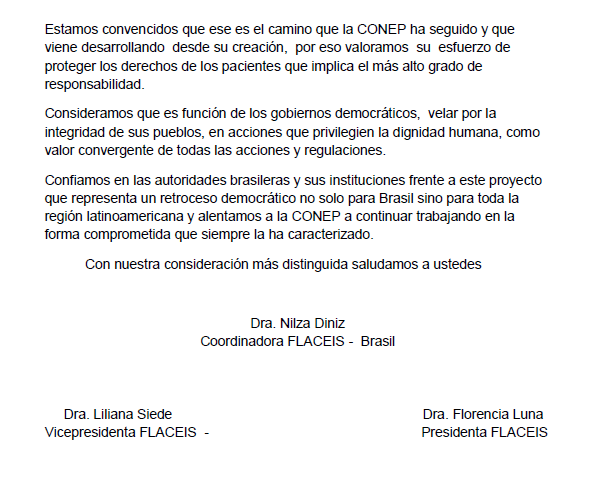 Estamos convencidos que ese es el camino que la CONEP ha seguido y que
viene desarrollando desde su creación, por eso valoramos su esfuerzo de
proteger los derechos de los pacientes que implica el más alto grado de
responsabilidad.
Consideramos que es función de los gobiernos democráticos, velar por la
integridad de sus pueblos, en acciones que privilegien la dignidad humana, como
valor convergente de todas las acciones y regulaciones.
Confiamos en las autoridades brasileras y sus instituciones frente a este proyecto
que representa un retroceso democrático no solo para Brasil sino para toda la
región latinoamericana y alentamos a la CONEP a continuar trabajando en la
forma comprometida que siempre la ha caracterizado.
Con nuestra consideración más distinguida saludamos a ustedes
Dra. Nilza Diniz
Coordinadora FLACEIS - Brasil
Dra. Liliana Siede
Vicepresidenta FLACEIS -
Dra. Florencia Luna
Presidenta FLACEIS